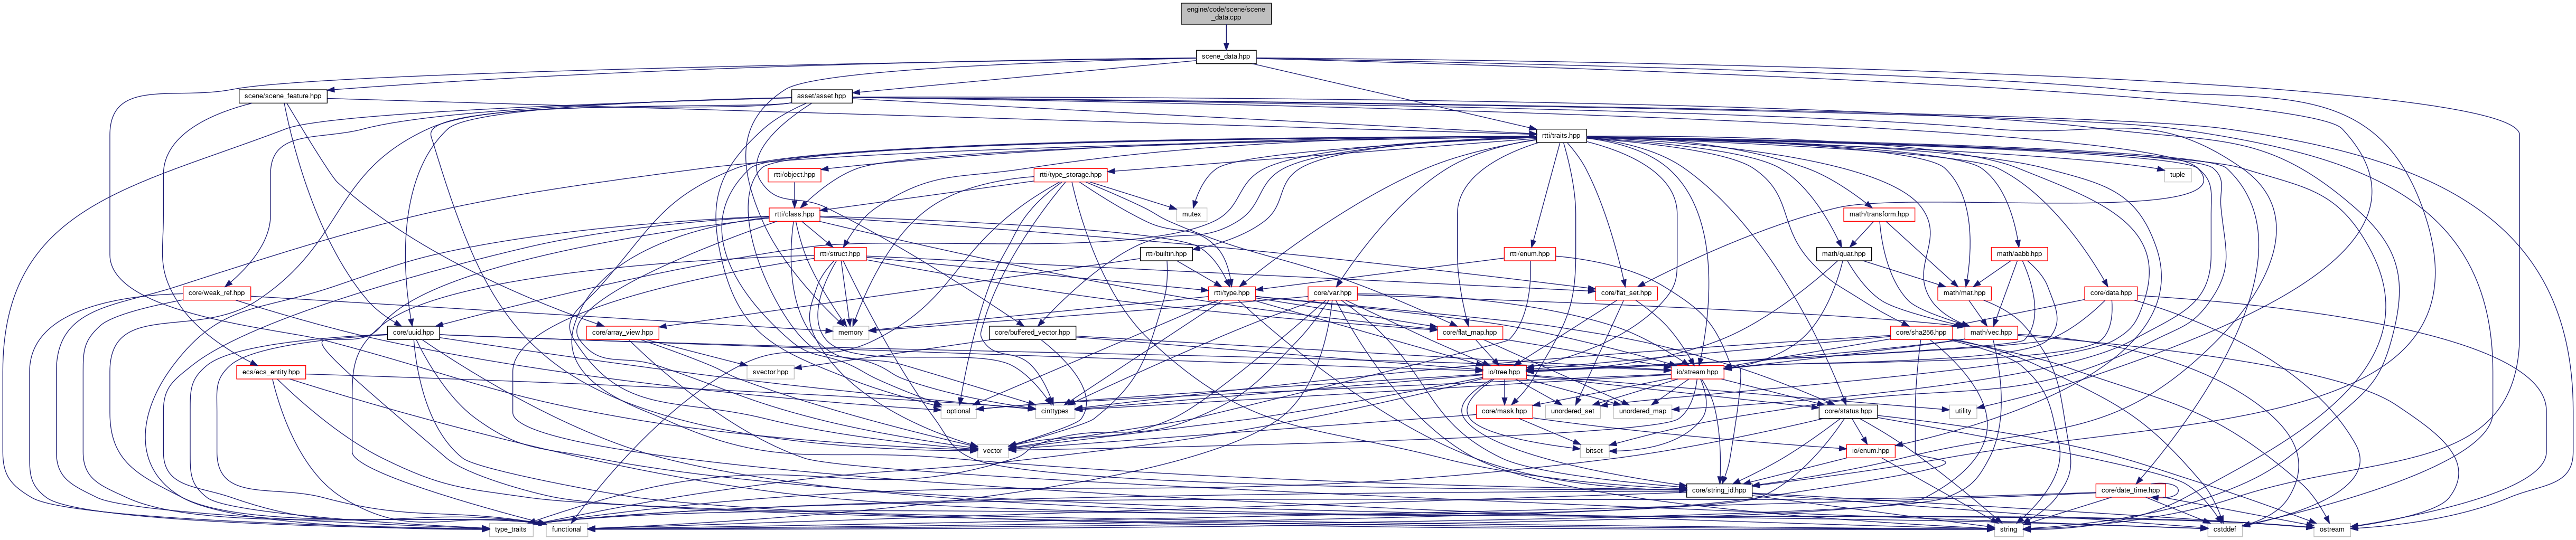 engine/code/scene/scene
_data.cpp
scene_data.hpp
scene/scene_feature.hpp
asset/asset.hpp
rtti/traits.hpp
rtti/object.hpp
rtti/type_storage.hpp
tuple
rtti/class.hpp
mutex
math/transform.hpp
rtti/struct.hpp
rtti/builtin.hpp
rtti/enum.hpp
math/quat.hpp
math/aabb.hpp
core/weak_ref.hpp
rtti/type.hpp
core/var.hpp
core/flat_set.hpp
math/mat.hpp
core/data.hpp
core/uuid.hpp
core/array_view.hpp
memory
core/buffered_vector.hpp
core/flat_map.hpp
core/sha256.hpp
math/vec.hpp
ecs/ecs_entity.hpp
svector.hpp
io/tree.hpp
io/stream.hpp
optional
cinttypes
core/mask.hpp
unordered_set
unordered_map
core/status.hpp
utility
vector
bitset
io/enum.hpp
core/string_id.hpp
core/date_time.hpp
type_traits
functional
string
cstddef
ostream